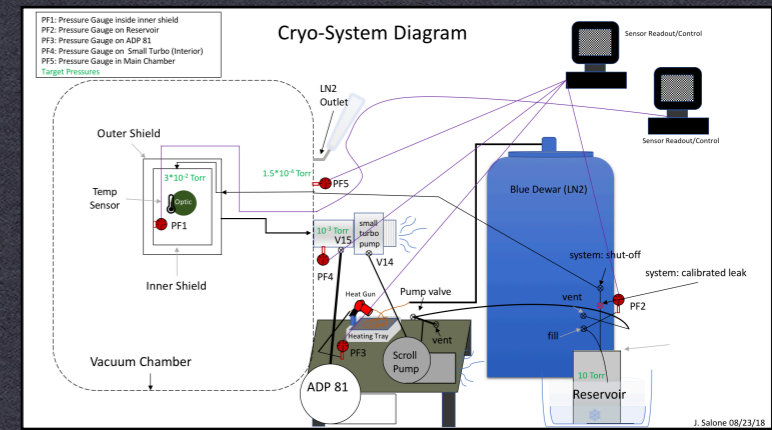 PF1: Pressure Gauge inside inner shield
PF2: Pressure Gauge on Reservoir
PF3: Pressure Gauge on ADP 81
PF4: Pressure Gauge on Small Turbo (Interior)
PF5: Pressure Gauge in Main Chamber
Target Pressures
Cryo-System Diagram
Sensor Readout/Control
Sensor Readout/Control
LN2
Outlet
Outer Shield
3*10-2 Torr
1.5*10-4 Torr
PF5
Temp
Sensor
Optic
PF1
Blue Dewar (LN2)
10-3 Torr
small
turbo
pump
V15
V14
PF4
Inner Shield
system: shut-off
system: calibrated leak
Pump valve
vent
PF2
Heat Gun
fill
vent
Heating Tray
PF3
Scroll
Pump
Vacuum Chamber
ADP 81
10 Torr
Reservoir
J. Salone 08/23/18